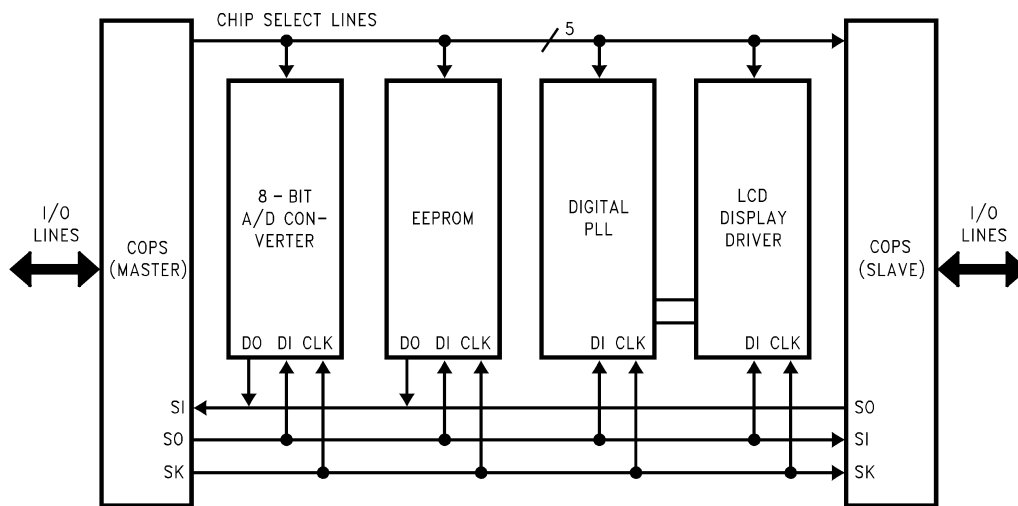 CHIP SELECT LINES
5
I/O
LINES
COPS
(MASTER)
8 - BIT
A/D CON-
VERTER
EEPROM
DIGITAL
PLL
LCD
DISPLAY
DRIVER
COPS
(SLAVE)
I/O
LINES
DO DI CLK
DO DI CLK
DI CLK
DI CLK
SI
SO
SO
SI
SK
SK